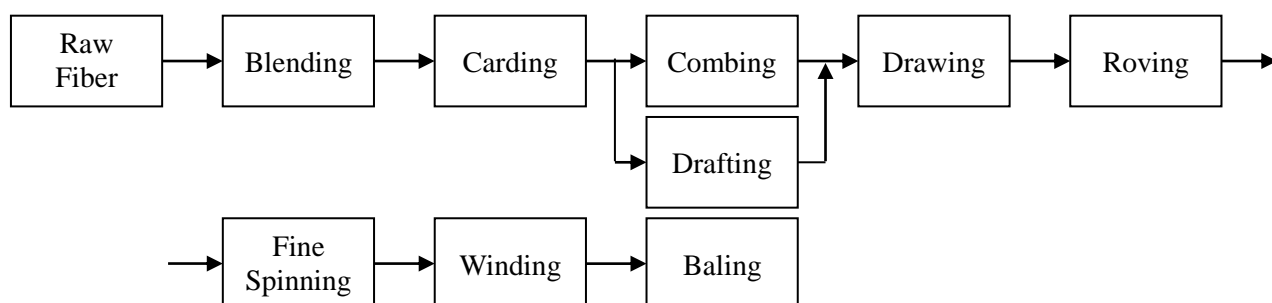 Raw
Fiber
Blending
Carding
Combing
Drawing
Roving
Drafting
Fine
Spinning
Winding
Baling